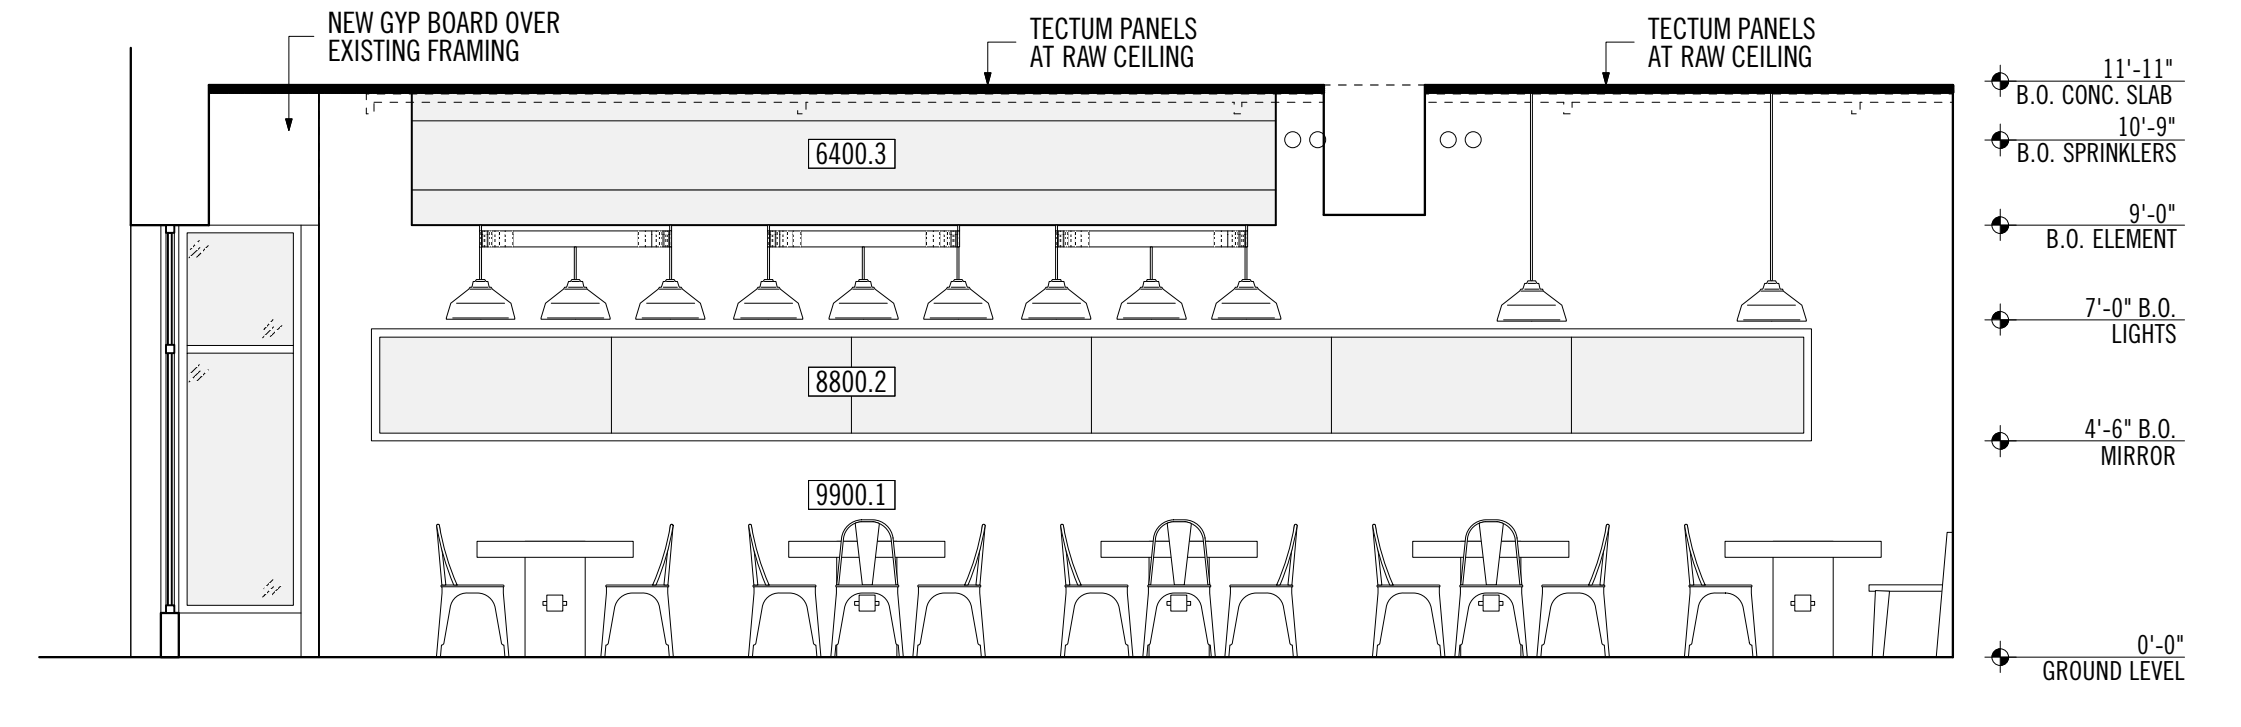 NEW GYP BOARD OVER
EXISTING FRAMING
TECTUM PANELS
AT RAW CEILING
TECTUM PANELS
AT RAW CEILING
11'-11"
B.O. CONC. SLAB
10'-9"
B.O. SPRINKLERS
6400.3
9'-0"
B.O. ELEMENT
7'-0" B.O.
LIGHTS
8800.2
4'-6" B.O.
MIRROR
9900.1
0'-0"
GROUND LEVEL